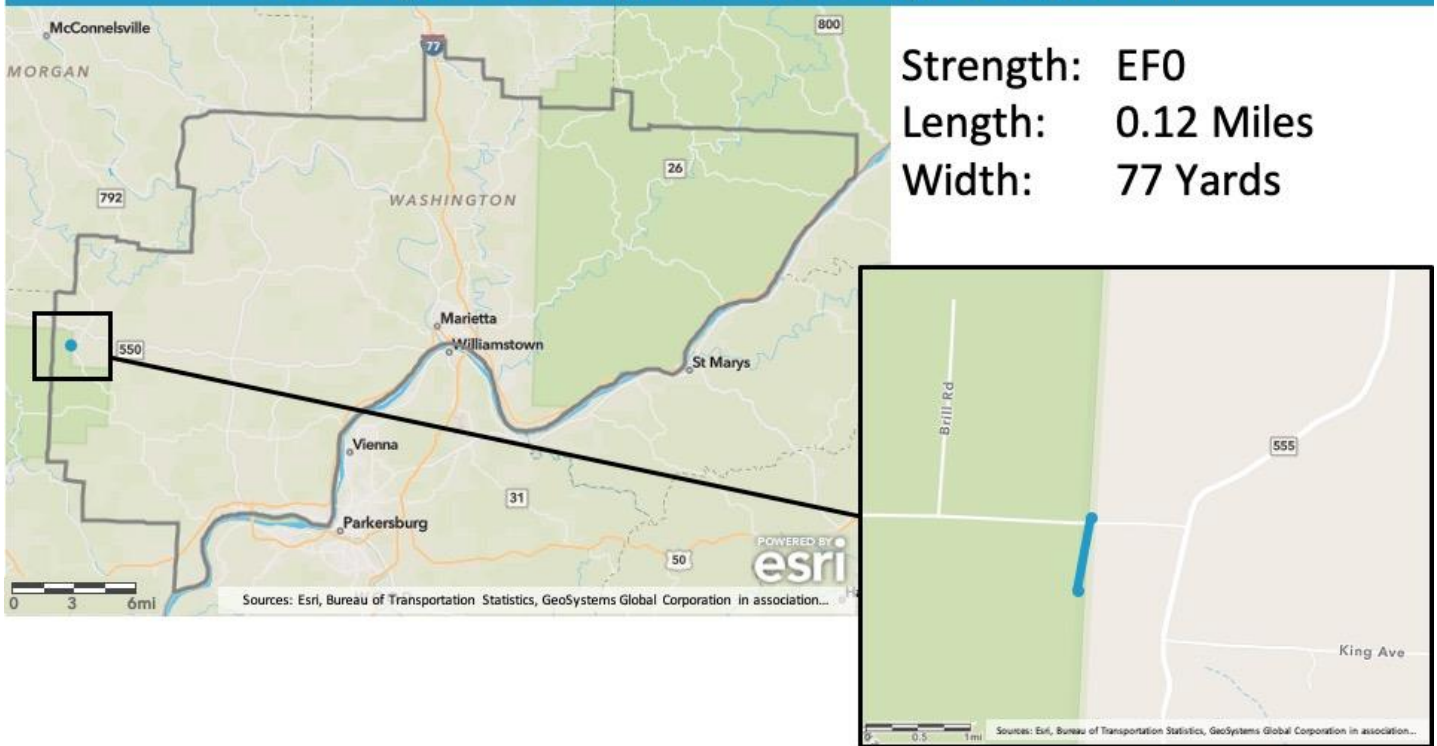 McConnelsville
77
800
MORGAN
26
792
WASHINGTON
Marietta
Williamstown
550
St Marys
Vienna
31
Parkersburg
50
POWERED BY
esri
0 3 6mi
Sources: Esri, Bureau of Transportation Statistics, GeoSystems Global Corporation in association...
Strength: EF0
Length: 0.12 Miles
Width: 77 Yards
Brill Rd
555
King Ave
0 0.5 1mi
Sources: Esri, Bureau of Transportation Statistics, GeoSystems Global Corporation in association...